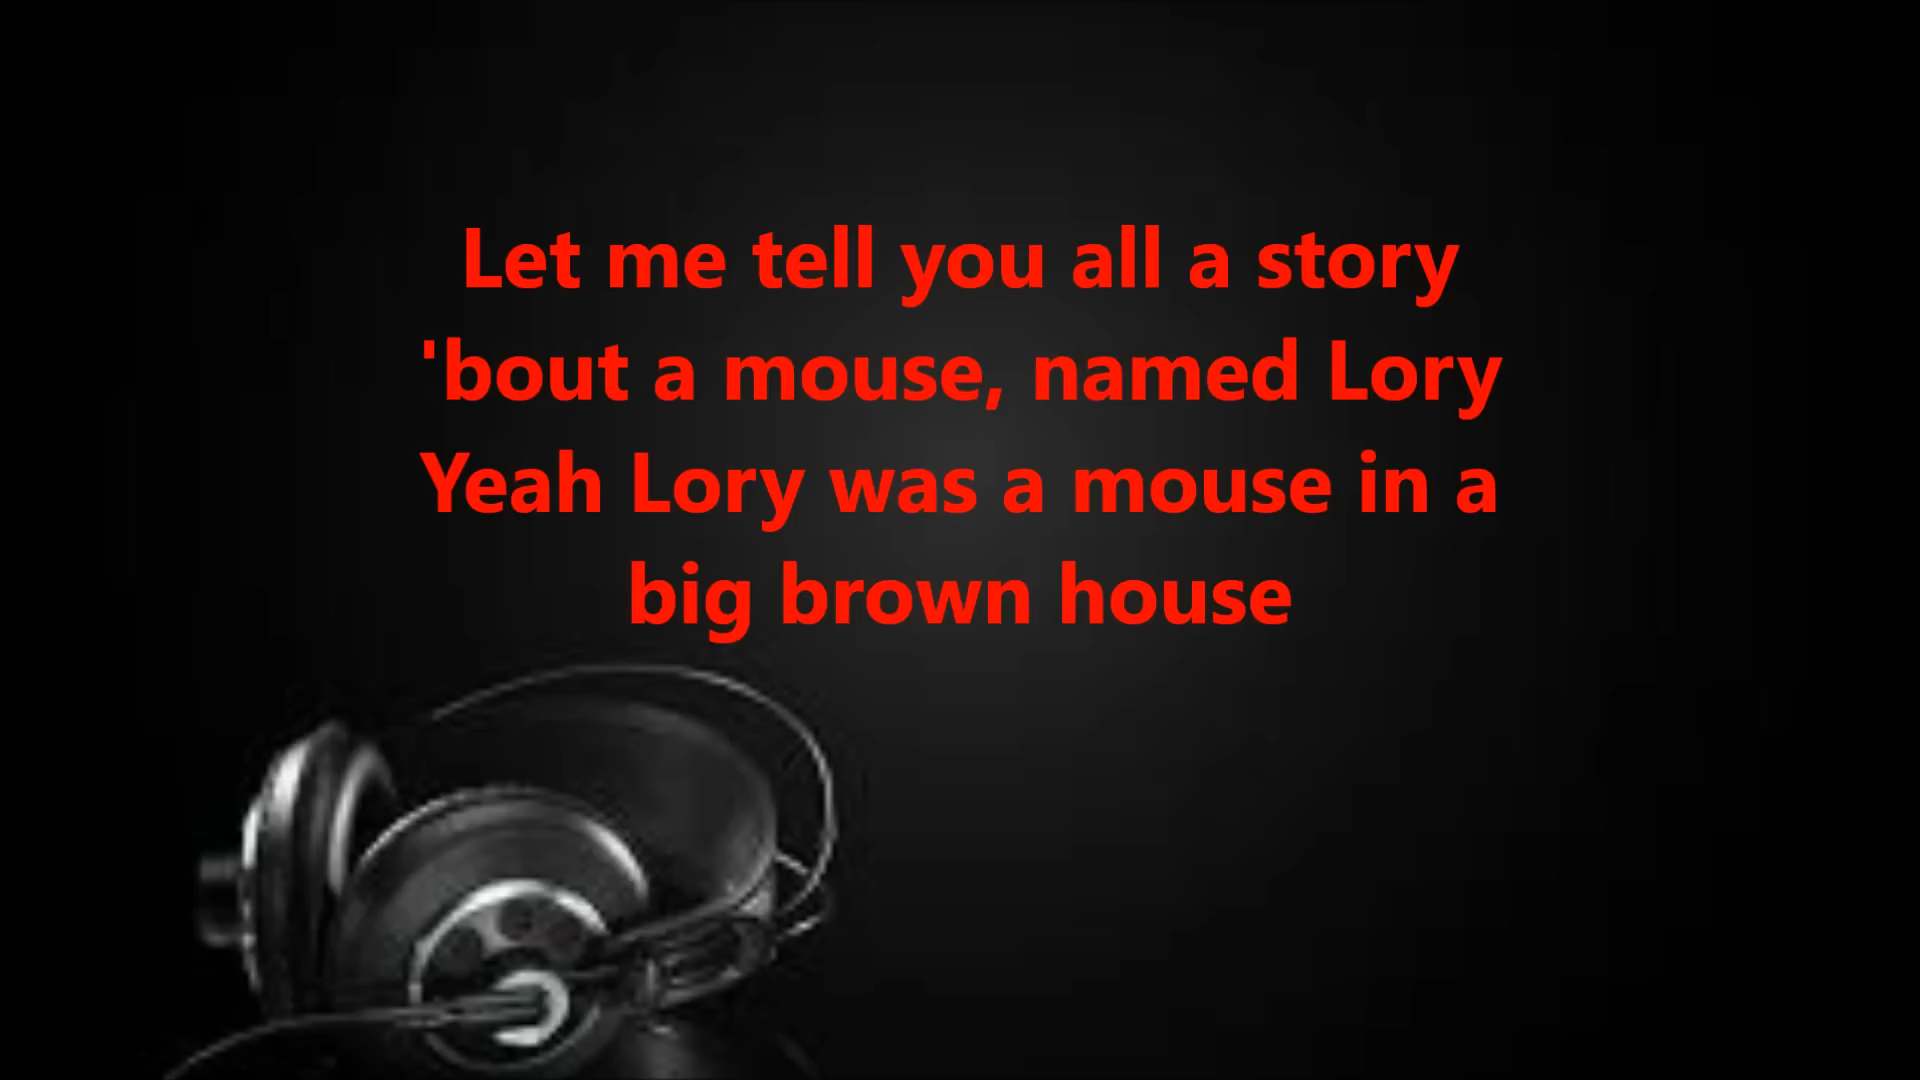 Let me tell you all a story
'bout a mouse, named Lory
Yeah Lory was a mouse in a
big brown house